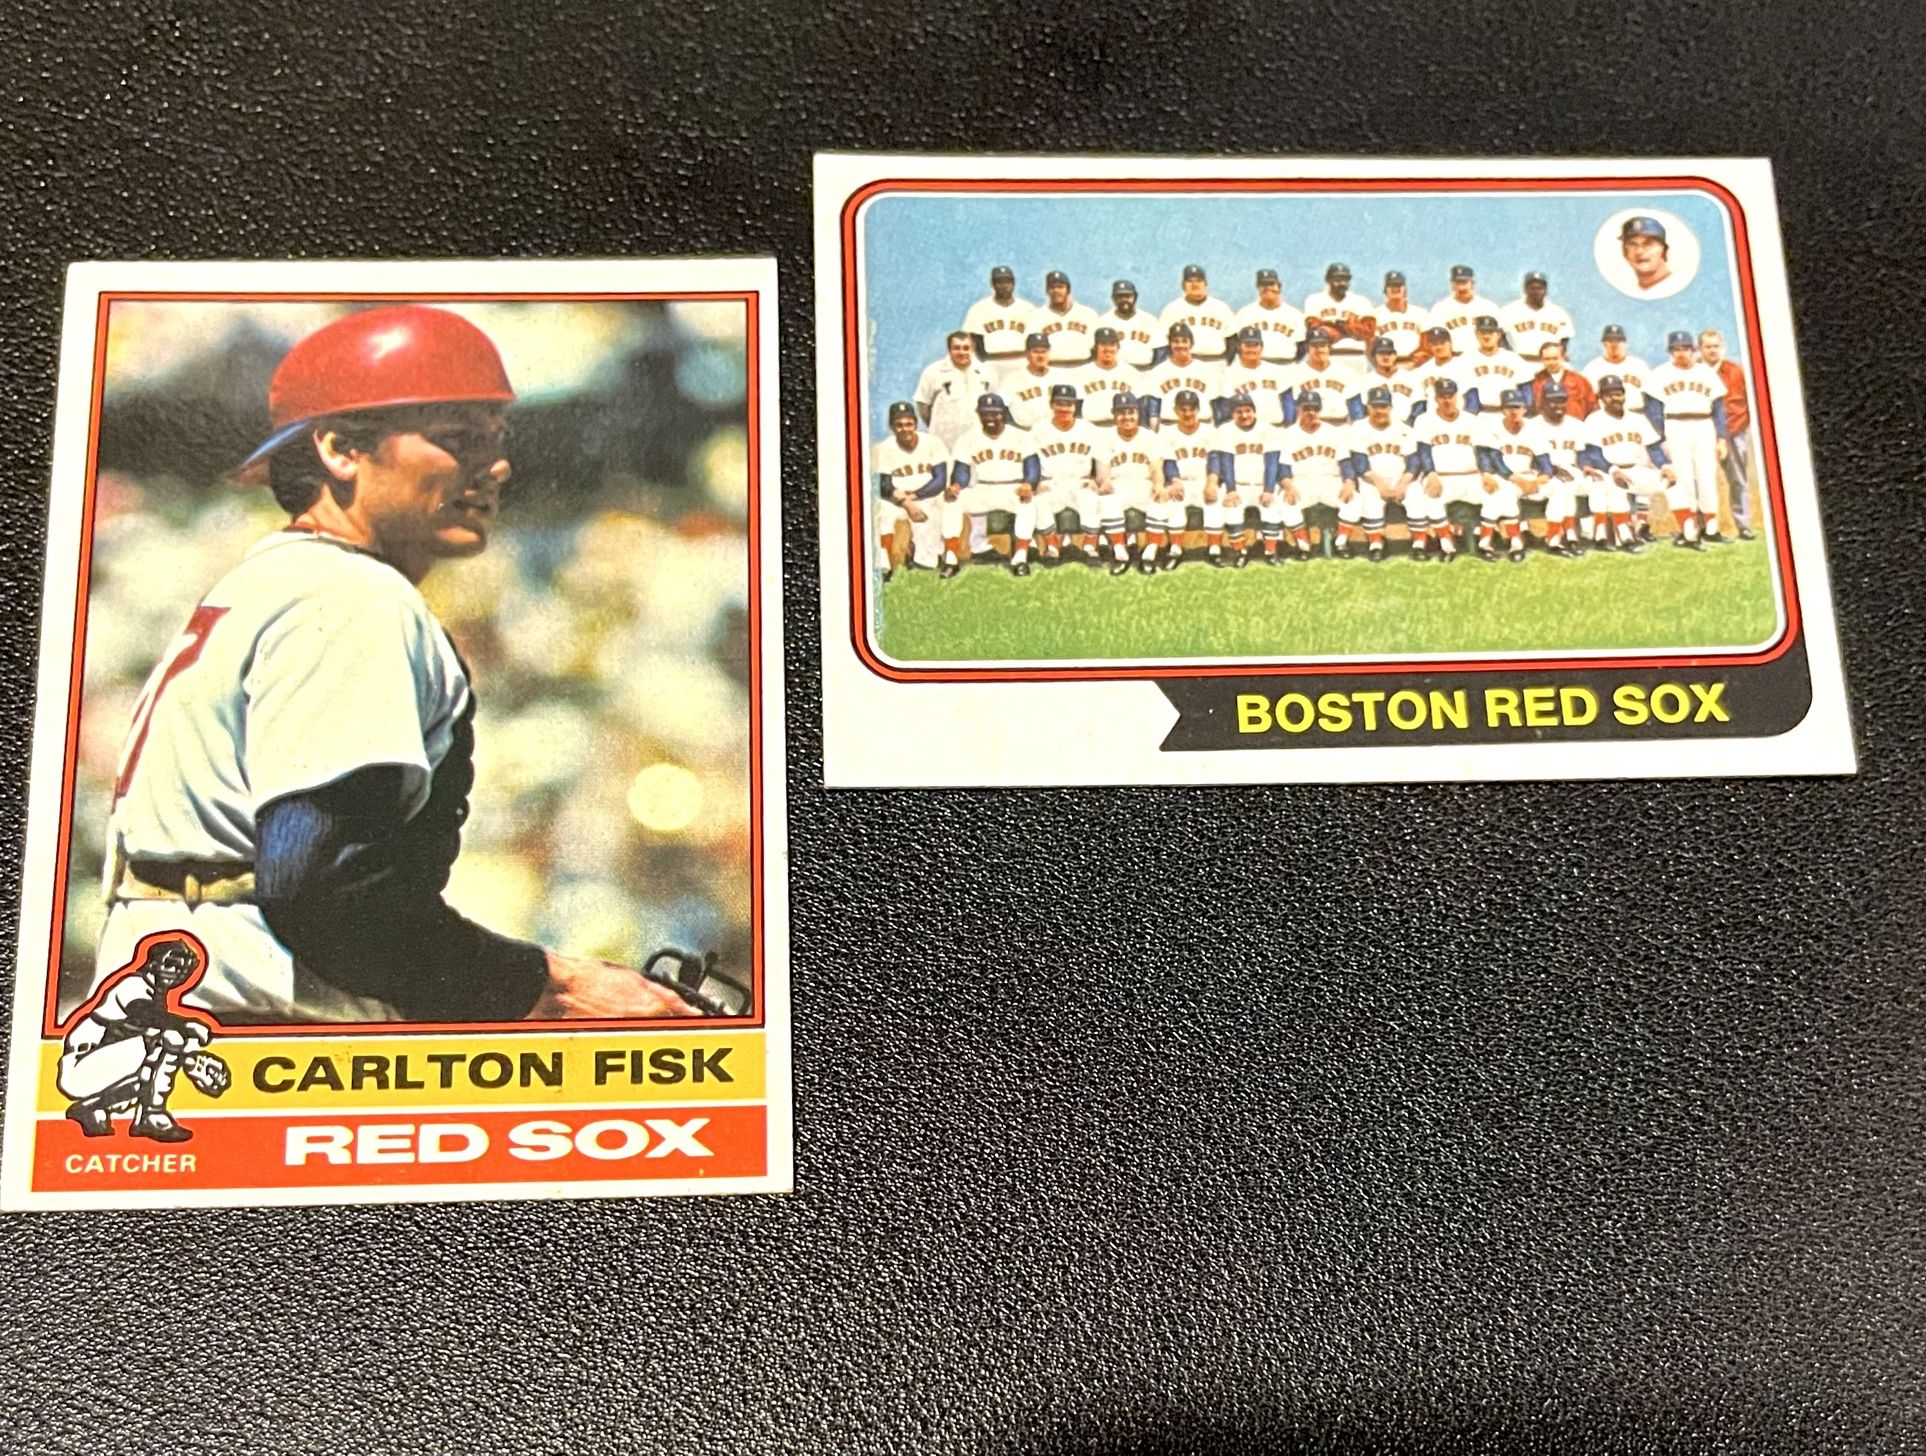 CARLTON FISK
RED SOX
CATCHER
BOSTON RED SOX